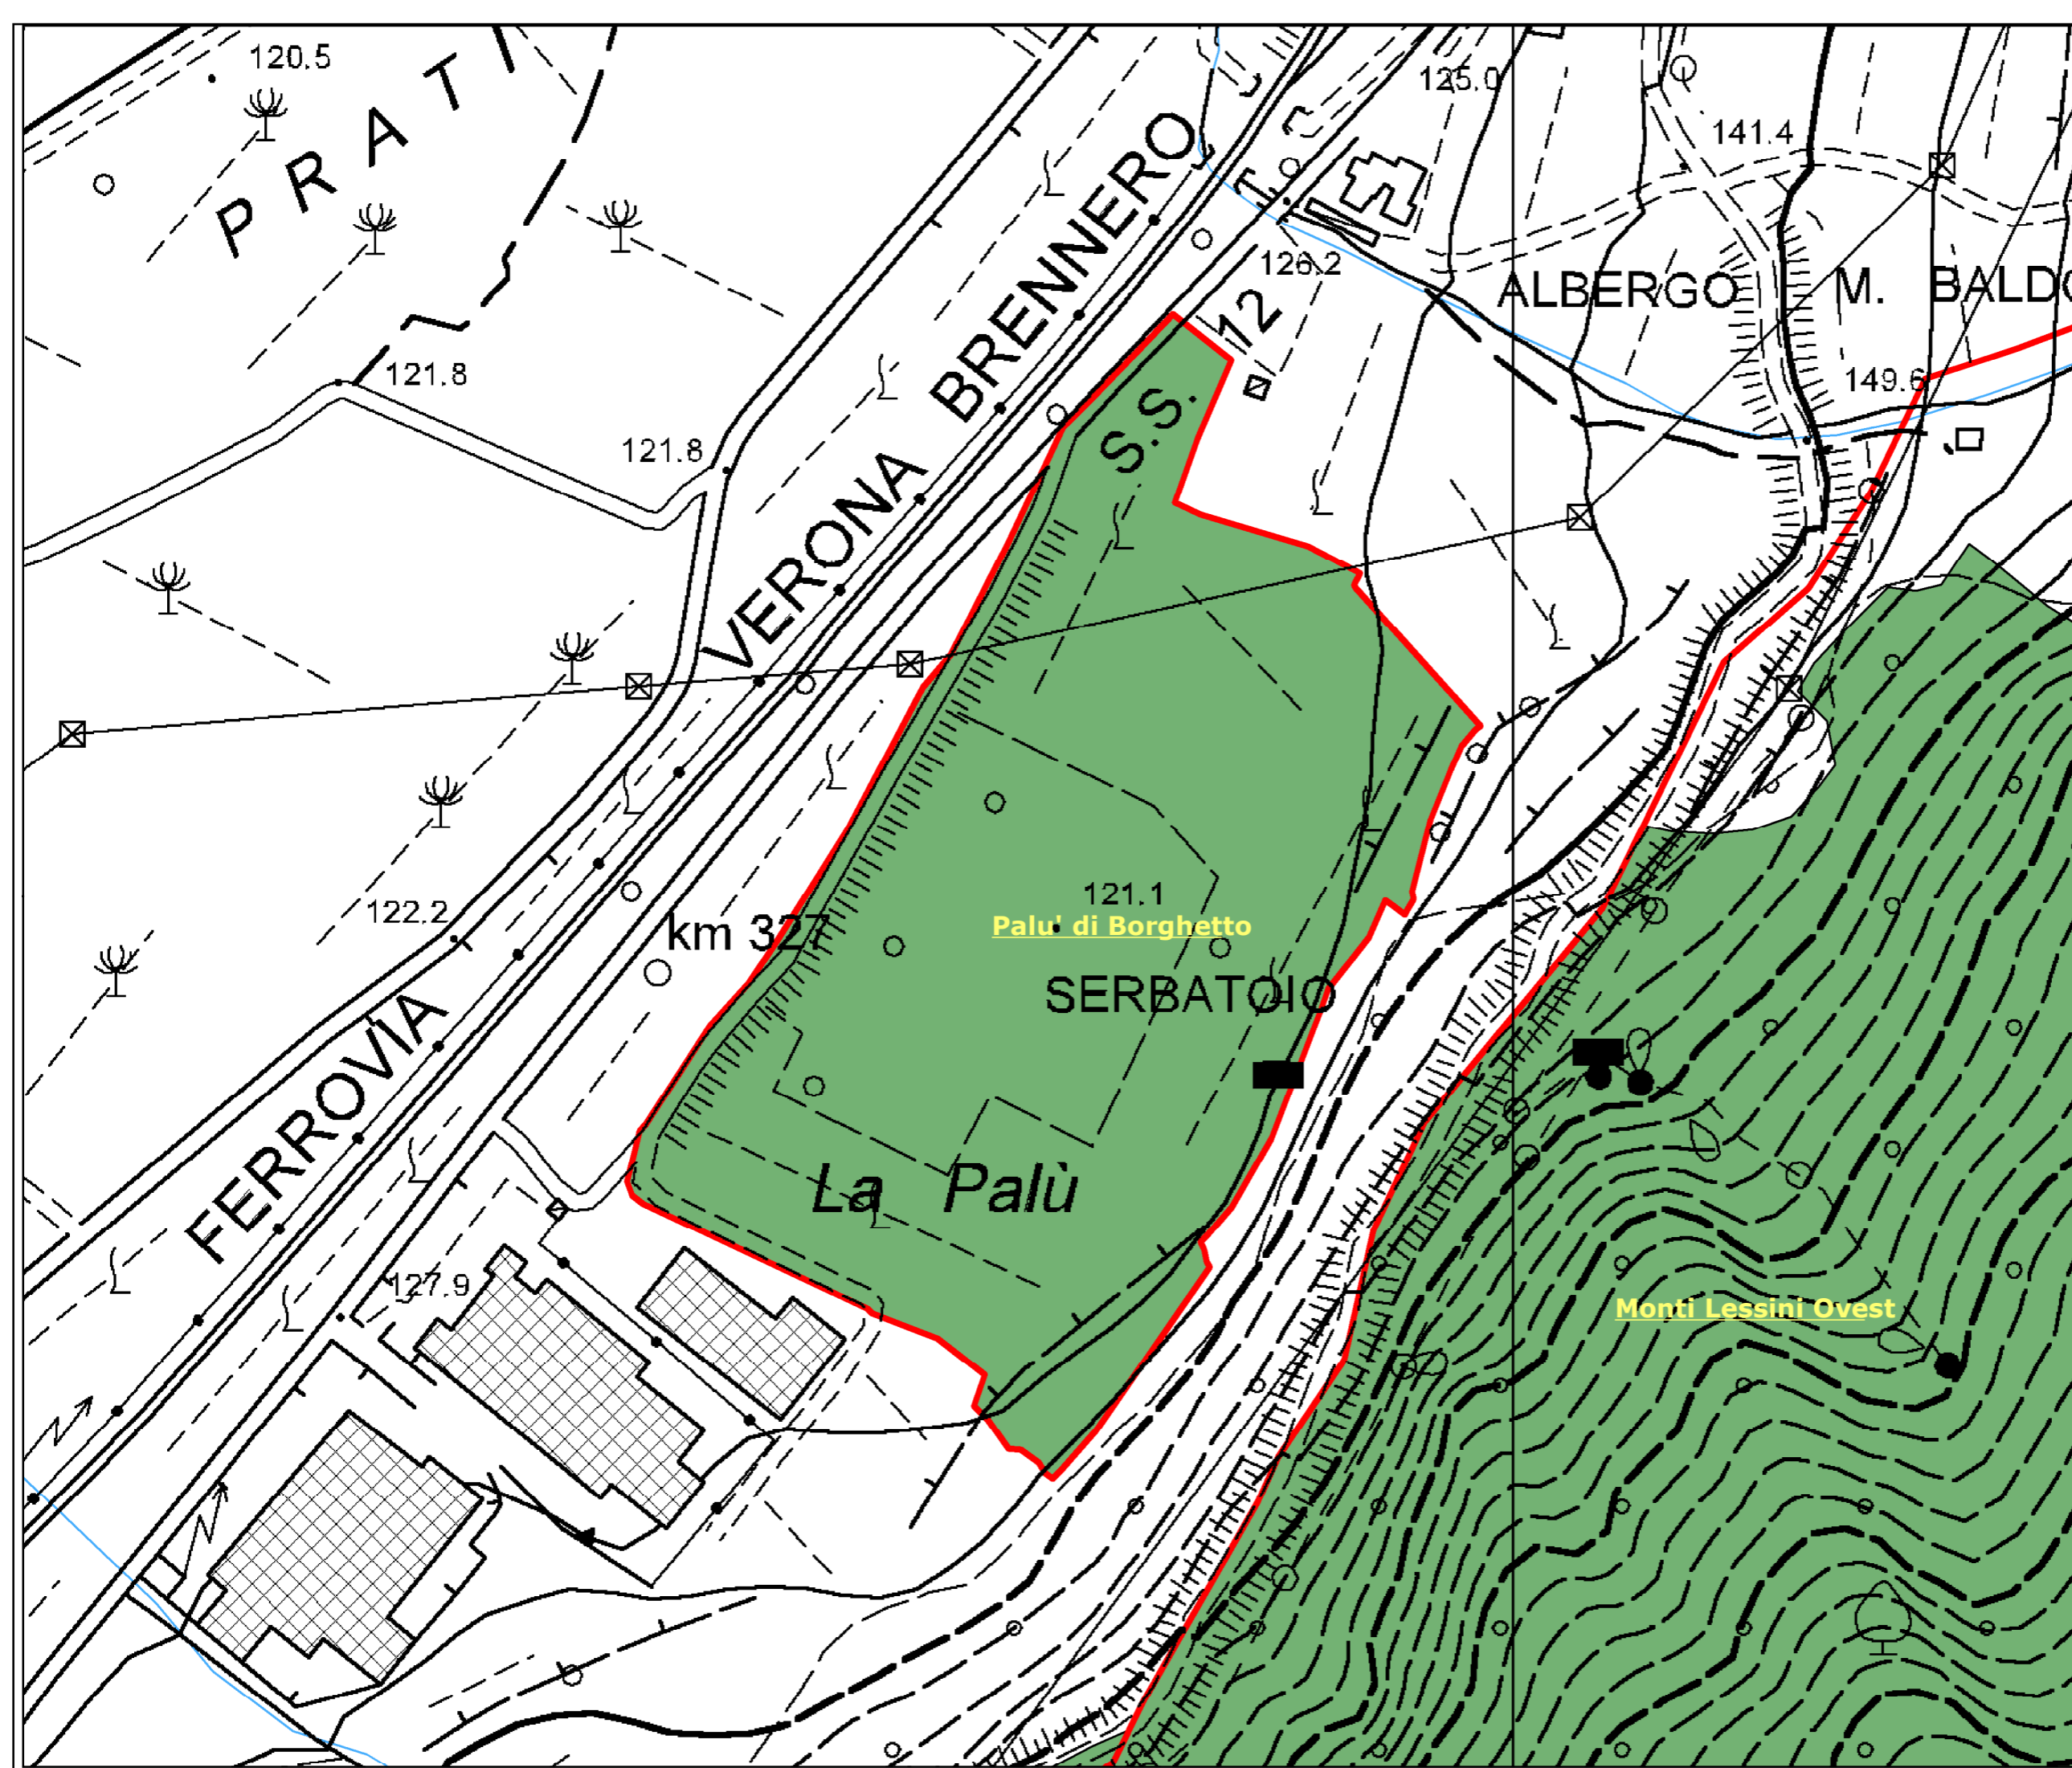 120.5
PRATI
125.0
141.4
126.2
ALBERGO M. BALDO
12
S.S.
149.6
121.8
121.8
FERROVIA VERONA BRENNERO
121.1
122.2
km 327
Palu' di Borghetto
SERBATOIO
La Palù
127.9
Monti Lessini Ovest